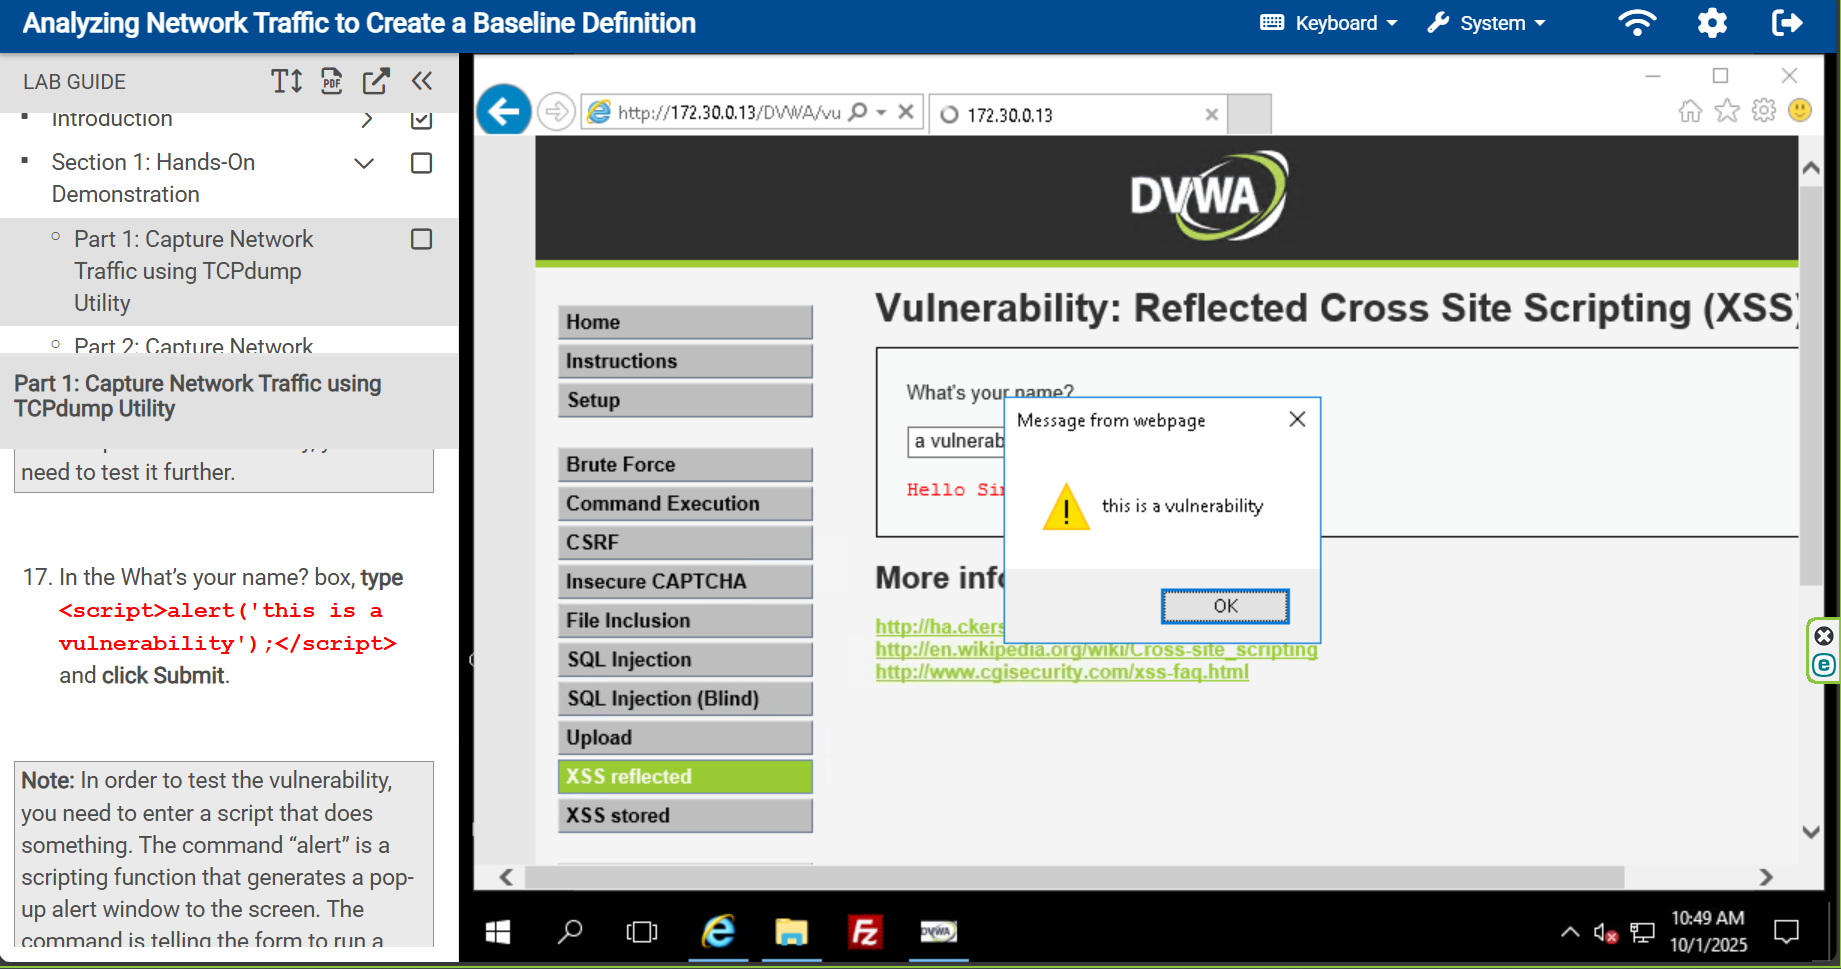 Analyzing Network Traffic to Create a Baseline Definition
Keyboard
System
LAB GUIDE
PDF
Introduction
Section 1: Hands-On
Demonstration
Part 1: Capture Network
Traffic using TCPdump
Utility
Part 2: Capture Network
Part 1: Capture Network Traffic using
TCPdump Utility
need to test it further.
17. In the What's your name? box, type
<script>alert('this is a
vulnerability');</script>
and click Submit.
Note: In order to test the vulnerability,
you need to enter a script that does
something. The command “alert” is a
scripting function that generates a pop-
up alert window to the screen. The
command is telling the form to run a
http://172.30.0.13/DVWA/vu
172.30.0.13
DVWA
Home
Instructions
Setup
Brute Force
Command Execution
CSRF
Insecure CAPTCHA
File Inclusion
SQL Injection
SQL Injection (Blind)
Upload
XSS reflected
XSS stored
Vulnerability: Reflected Cross Site Scripting (XSS)
What's your name?
a vulnerab
Hello Sir
Message from webpage
this is a vulnerability
OK
More info
http://ha.ckers
http://en.wikipedia.org/wiki/Cross-site_scripting
http://www.cgisecurity.com/xss-faq.html
Fz
DVWA
10:49 AM
10/1/2025